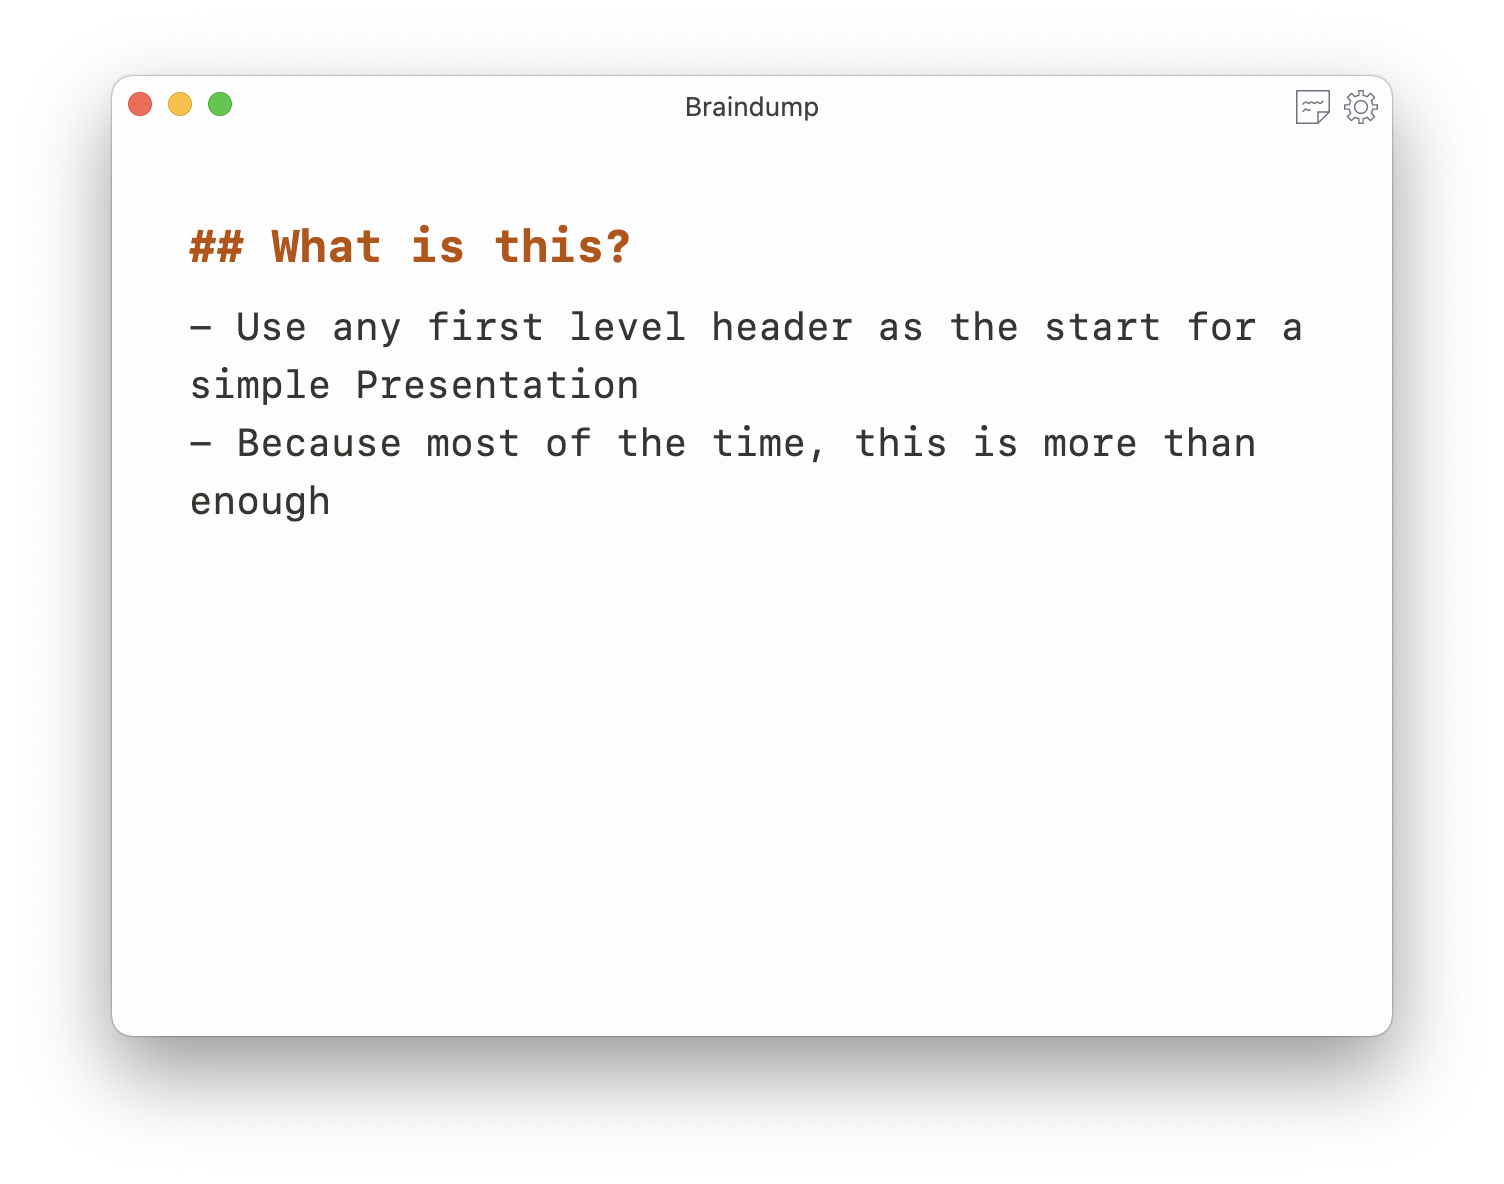 Braindump
## What is this?
– Use any first level header as the start for a
simple Presentation
– Because most of the time, this is more than
enough